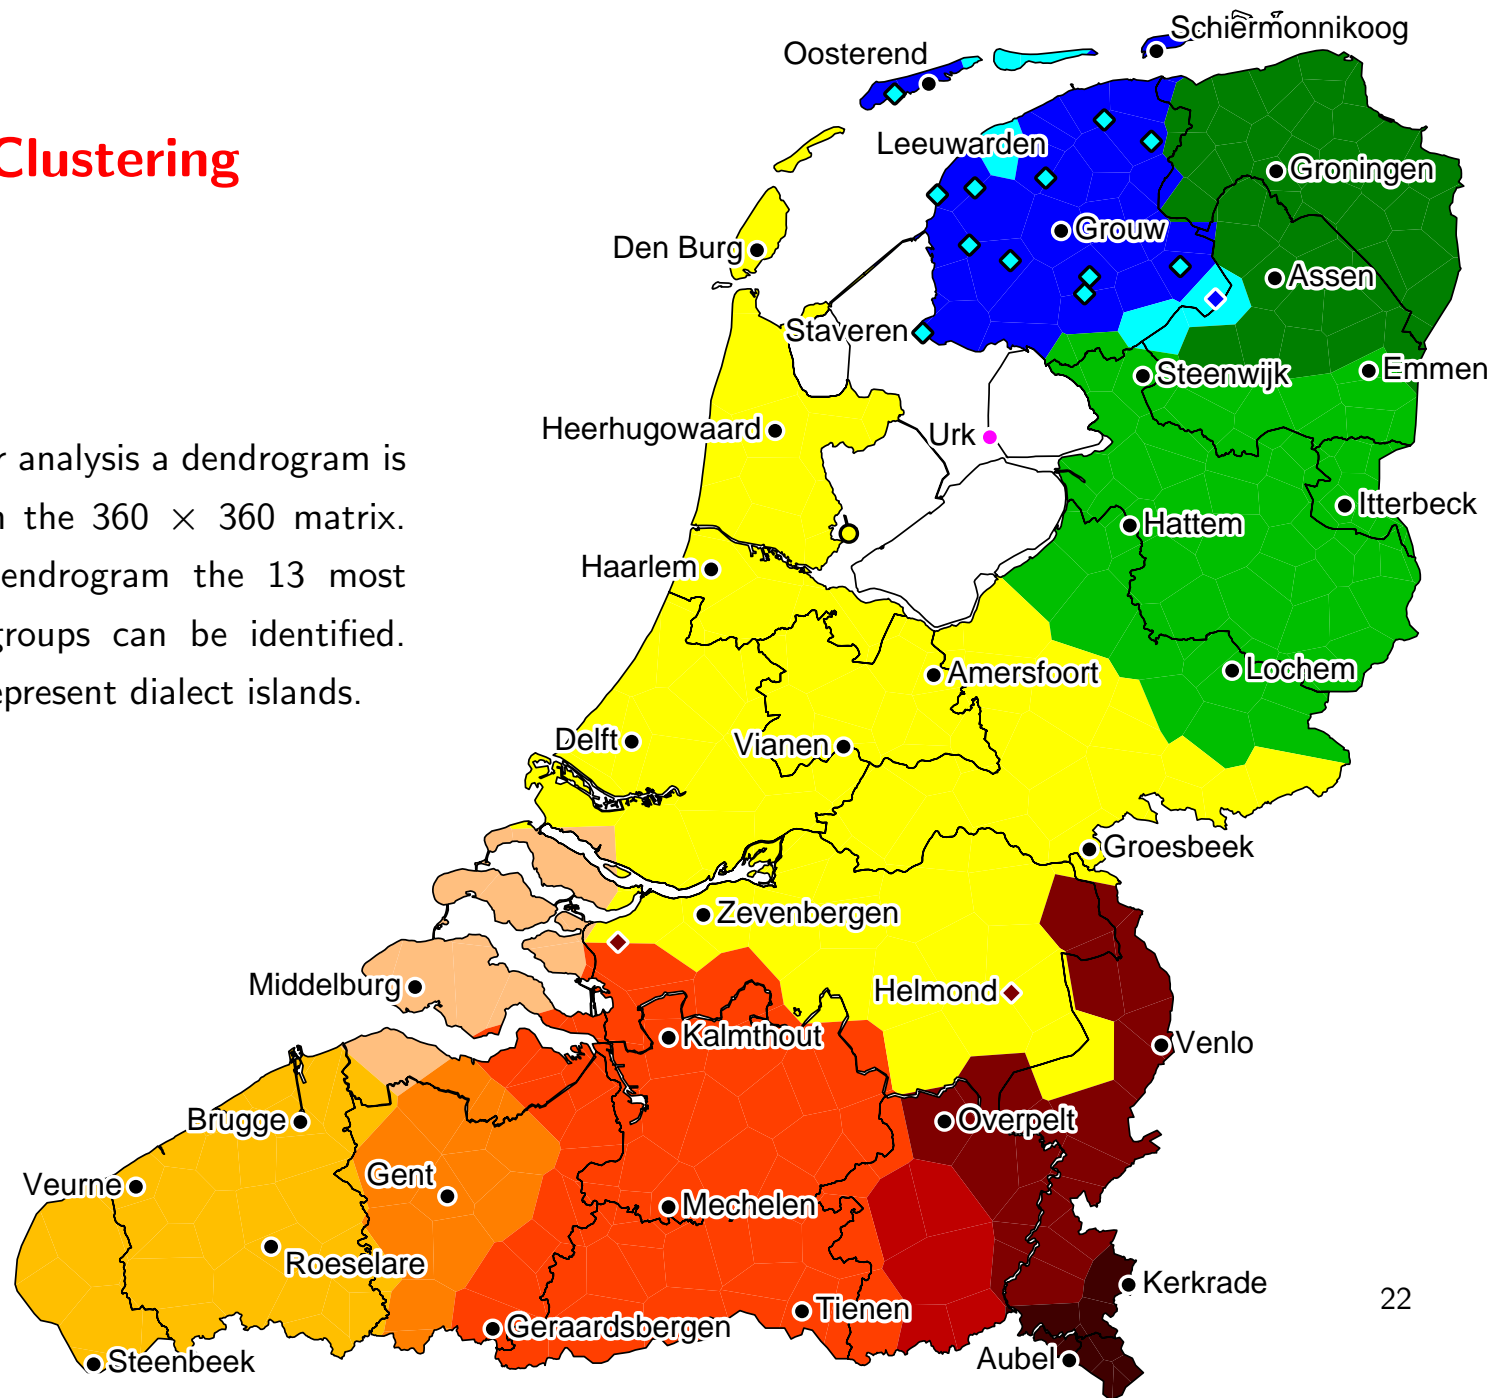 Clustering
r analysis a dendrogram is
the 360 × 360 matrix.
endrogram the 13 most
groups can be identified.
epresent dialect islands.
Schiermonnikoog
Oosterend
Leeuwarden
Groningen
Grouw
Den Burg
Assen
Staveren
Steenwijk
Emmen
Heerhugowaard
Urk
Itterbeck
Hattem
Haarlem
Amersfoort
Lochem
Delft
Vianen
Groesbeek
Zevenbergen
Middelburg
Helmond
Kalmthout
Venlo
Brugge
Overpelt
Gent
Veurne
Mechelen
Roeselare
Kerkrade
22
Tienen
Geraardsbergen
Aubel
Steenbeek